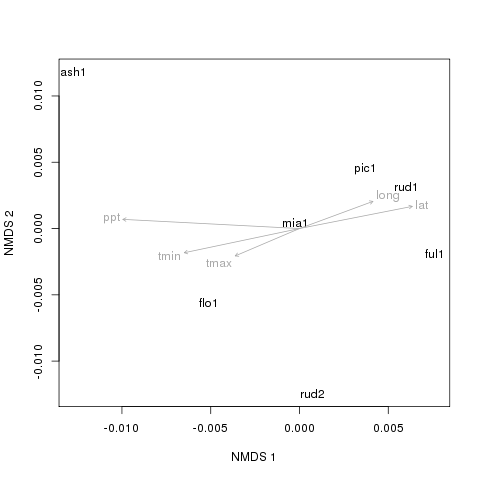 ash1
0.010
pic1
0.005
rud1
long
lat
ppt
mia1
0.000
NMDS 2
ful1
tmin
tmax
-0.005
flo1
-0.010
rud2
-0.010 -0.005 0.000 0.005
NMDS 1